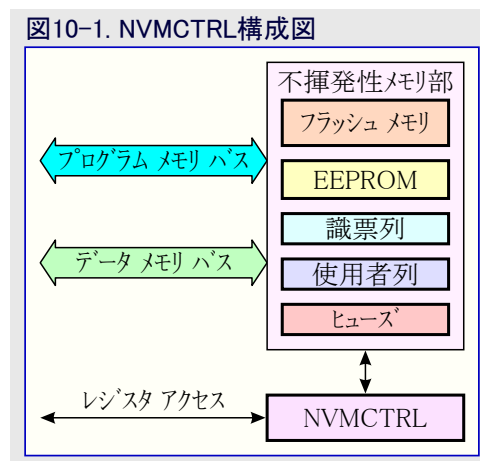 図10-1. NVMCTRL構成図
不揮発性メモリ部
フラッシュ メモリ
プログラム メモリ バス
EEPROM
識票列
データ メモリ バス
使用者列
ヒューズ
レジスタ アクセス
NVMCTRL